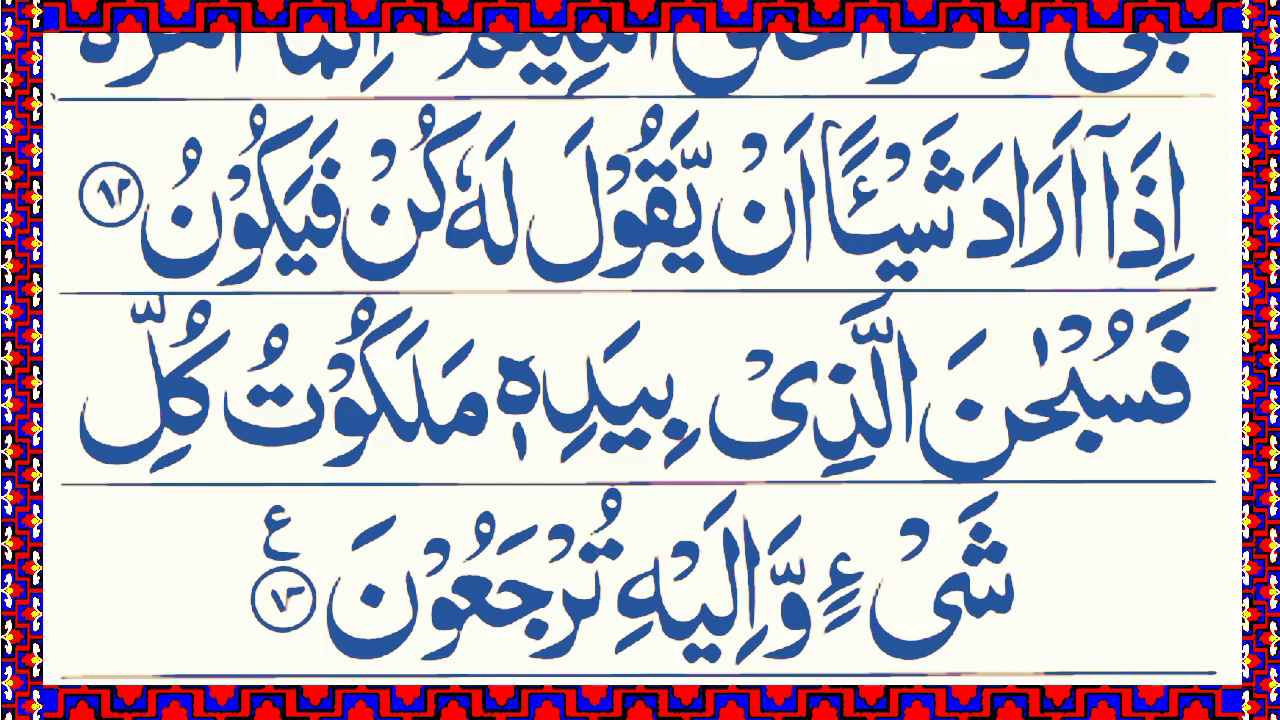 اِذَاۤ اَرَادَ شَيْـًٔا اَنْ يَّقُوْلَ لَهٗ كُنْ فَيَكُوْنُ ۸۲
فَسُبْحٰنَ الَّذِیْ بِيَدِهٖ مَلَكُوْتُ كُلِّ
شَیْءٍ وَّاِلَيْهِ تُرْجَعُوْنَ ۸۳ ع